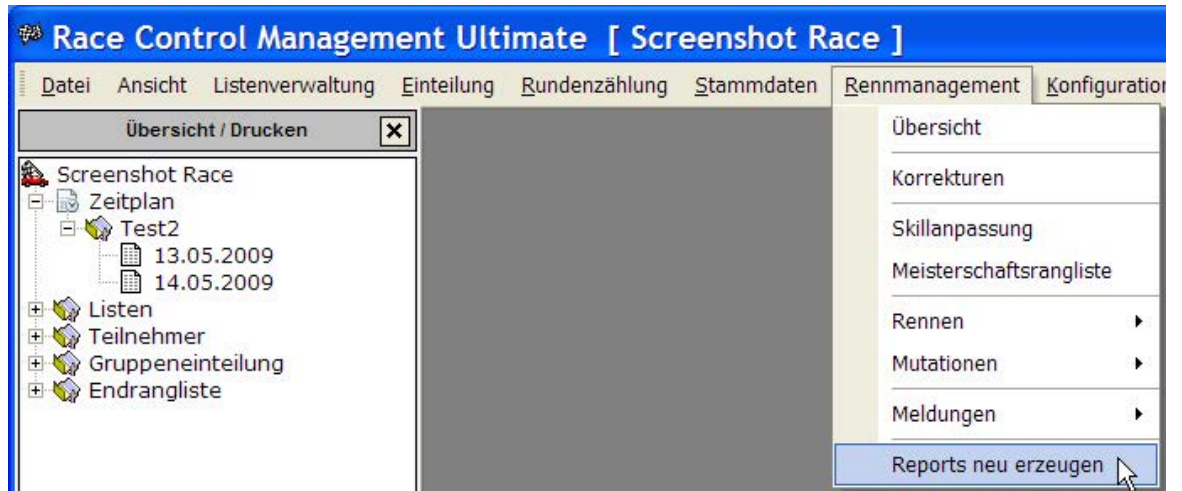 Race Control Management Ultimate [ Screenshot Race ]
Datei Ansicht Listenverwaltung Einteilung Rundenzählung Stammdaten Rennmanagement Konfiguration
Übersicht / Drucken
Screenshot Race
Zeitplan
Test2
13.05.2009
14.05.2009
Listen
Teilnehmer
Gruppeneinteilung
Endrangliste
Übersicht
Korrekturen
Skillanpassung
Meisterschaftsrangliste
Rennen
Mutationen
Meldungen
Reports neu erzeugen